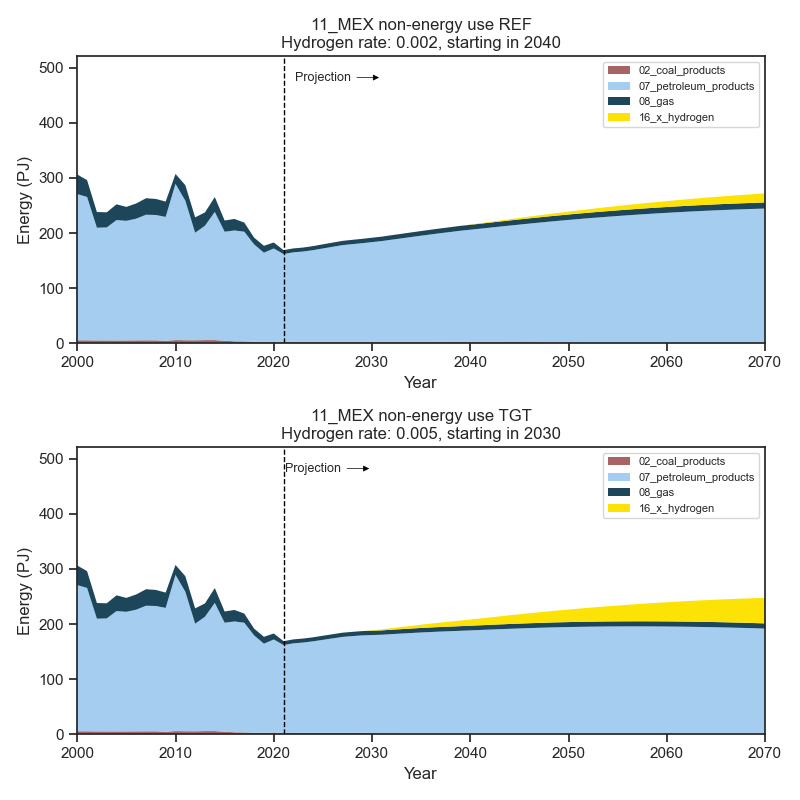 11_MEX non-energy use REF
Hydrogen rate: 0.002, starting in 2040
500
400
300
200
100
0
Energy (PJ)
Projection
02_coal_products
07_petroleum_products
08_gas
16_x_hydrogen
2000 2010 2020 2030 2040 2050 2060 2070
Year
11_MEX non-energy use TGT
Hydrogen rate: 0.005, starting in 2030
500
400
300
200
100
0
Energy (PJ)
Projection
02_coal_products
07_petroleum_products
08_gas
16_x_hydrogen
2000 2010 2020 2030 2040 2050 2060 2070
Year